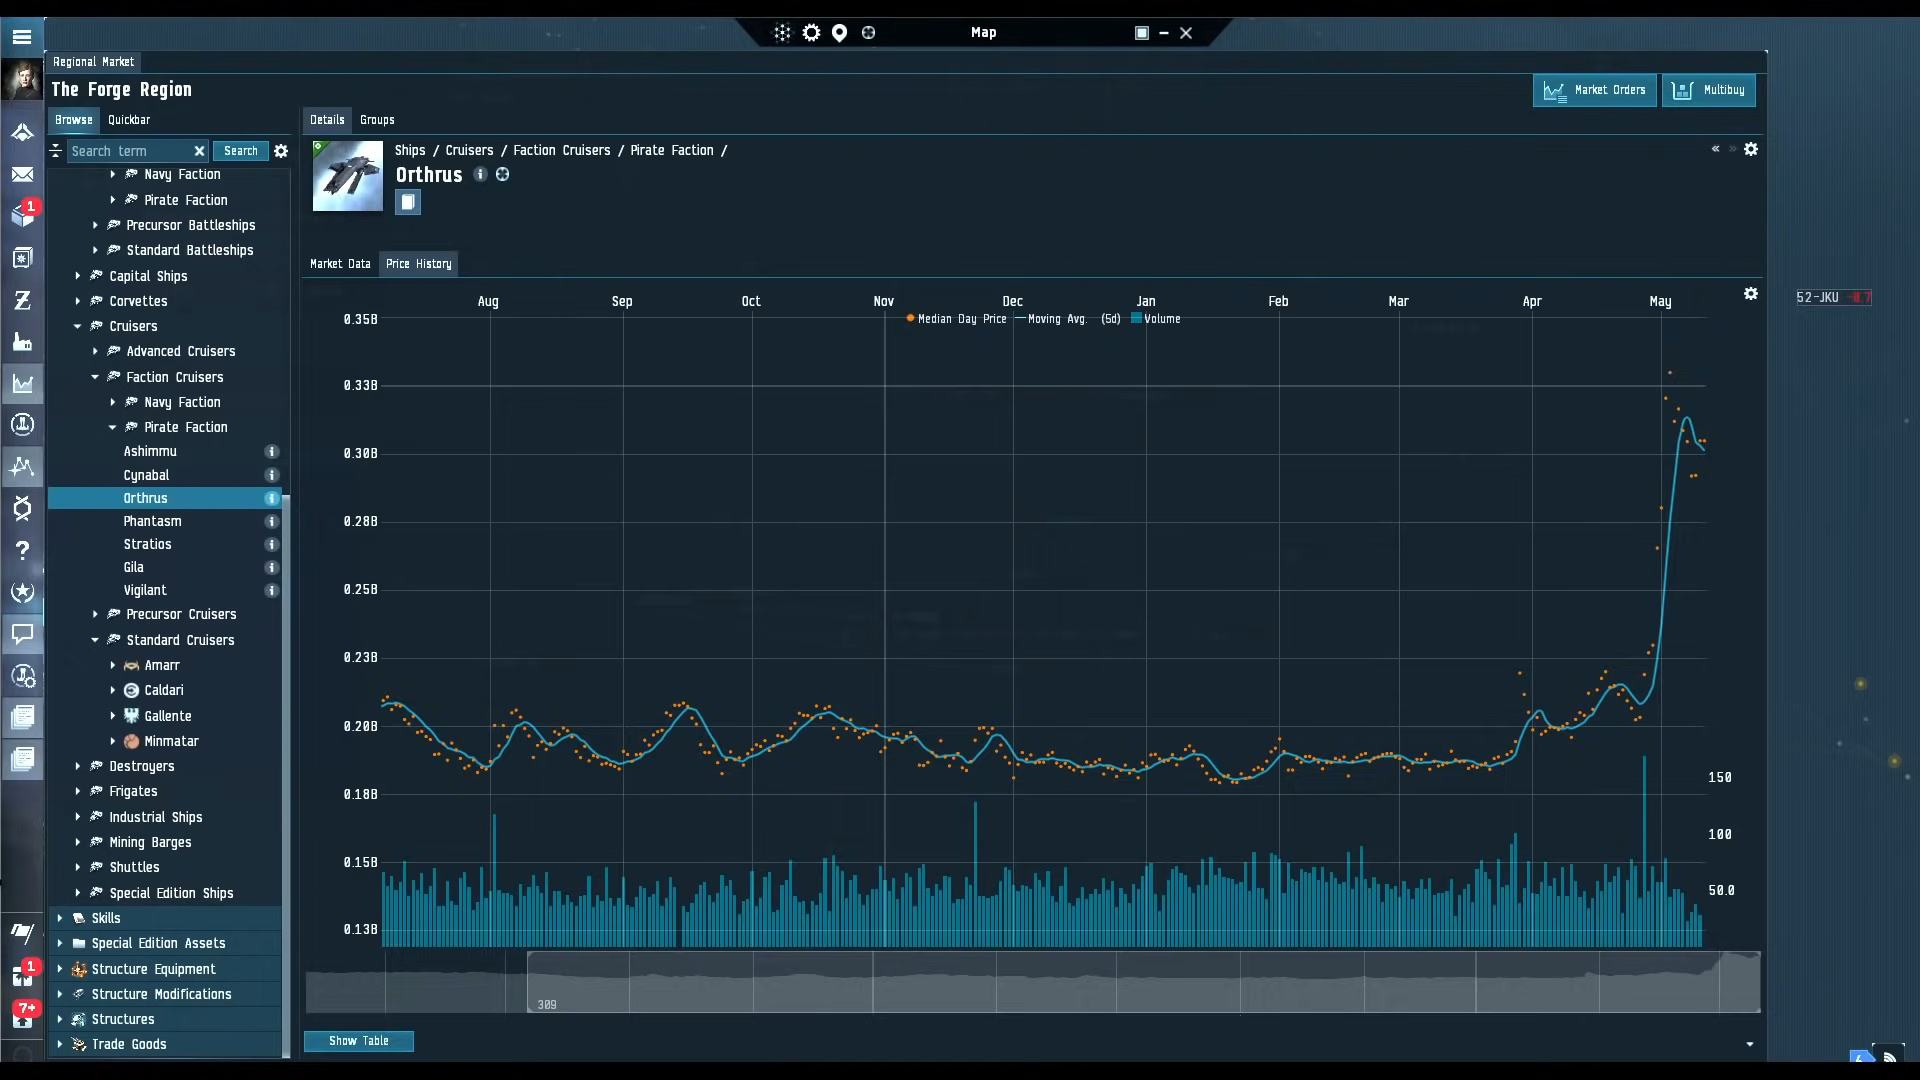 Map
Regional Market
The Forge Region
Market Orders
Multibuy
Browse
Quickbar
Search term
Search
Navy Faction
Pirate Faction
Precursor Battleships
Standard Battleships
Capital Ships
Corvettes
Cruisers
Advanced Cruisers
Faction Cruisers
Navy Faction
Pirate Faction
Ashimmu
Cynabal
Orthrus
Phantasm
Stratios
Gila
Vigilant
Precursor Cruisers
Standard Cruisers
Amarr
Caldari
Gallente
Minmatar
Destroyers
Frigates
Industrial Ships
Mining Barges
Shuttles
Special Edition Ships
Skills
Special Edition Assets
Structure Equipment
Structure Modifications
Structures
Trade Goods
1
1
7+
Details
Groups
Ships / Cruisers / Faction Cruisers / Pirate Faction /
Orthrus
Market Data
Price History
Aug Sep Oct Nov Dec Jan Feb Mar Apr May
Median Day Price Moving Avg. (5d) Volume
0.35B
0.33B
0.30B
0.28B
0.25B
0.23B
0.20B
0.18B
0.15B
0.13B
150
100
50.0
309
Show Table
52-JKU -0.7